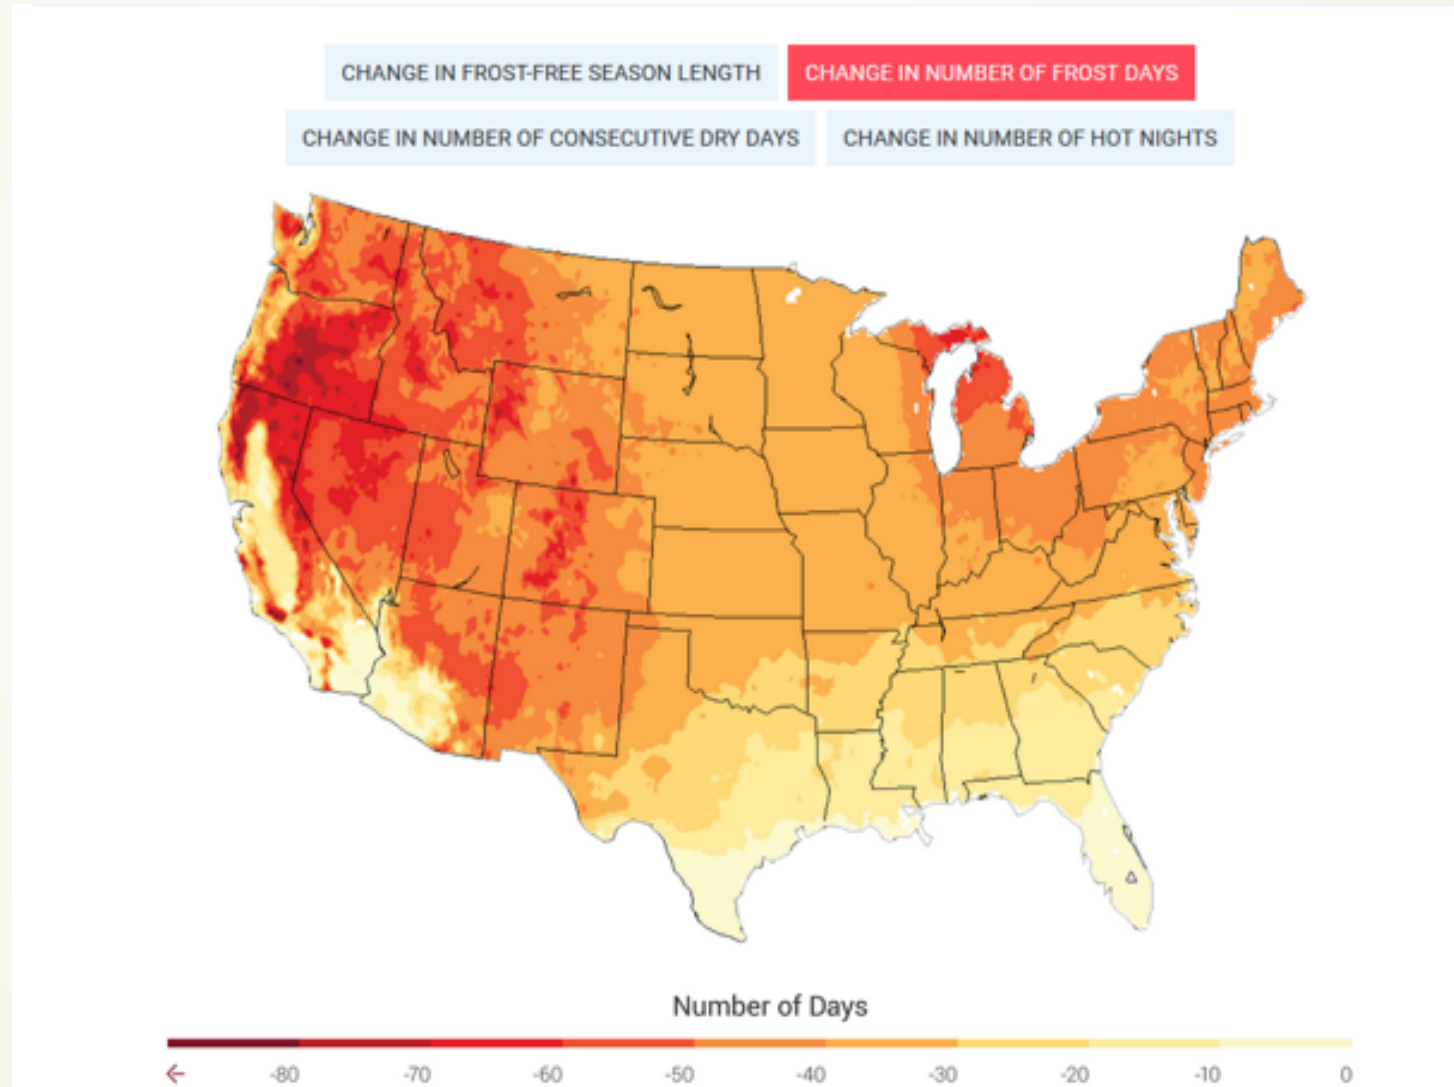 CHANGE IN FROST-FREE SEASON LENGTH
CHANGE IN NUMBER OF FROST DAYS
CHANGE IN NUMBER OF CONSECUTIVE DRY DAYS
CHANGE IN NUMBER OF HOT NIGHTS
Number of Days
-80 -70 -60 -50 -40 -30 -20 -10 0